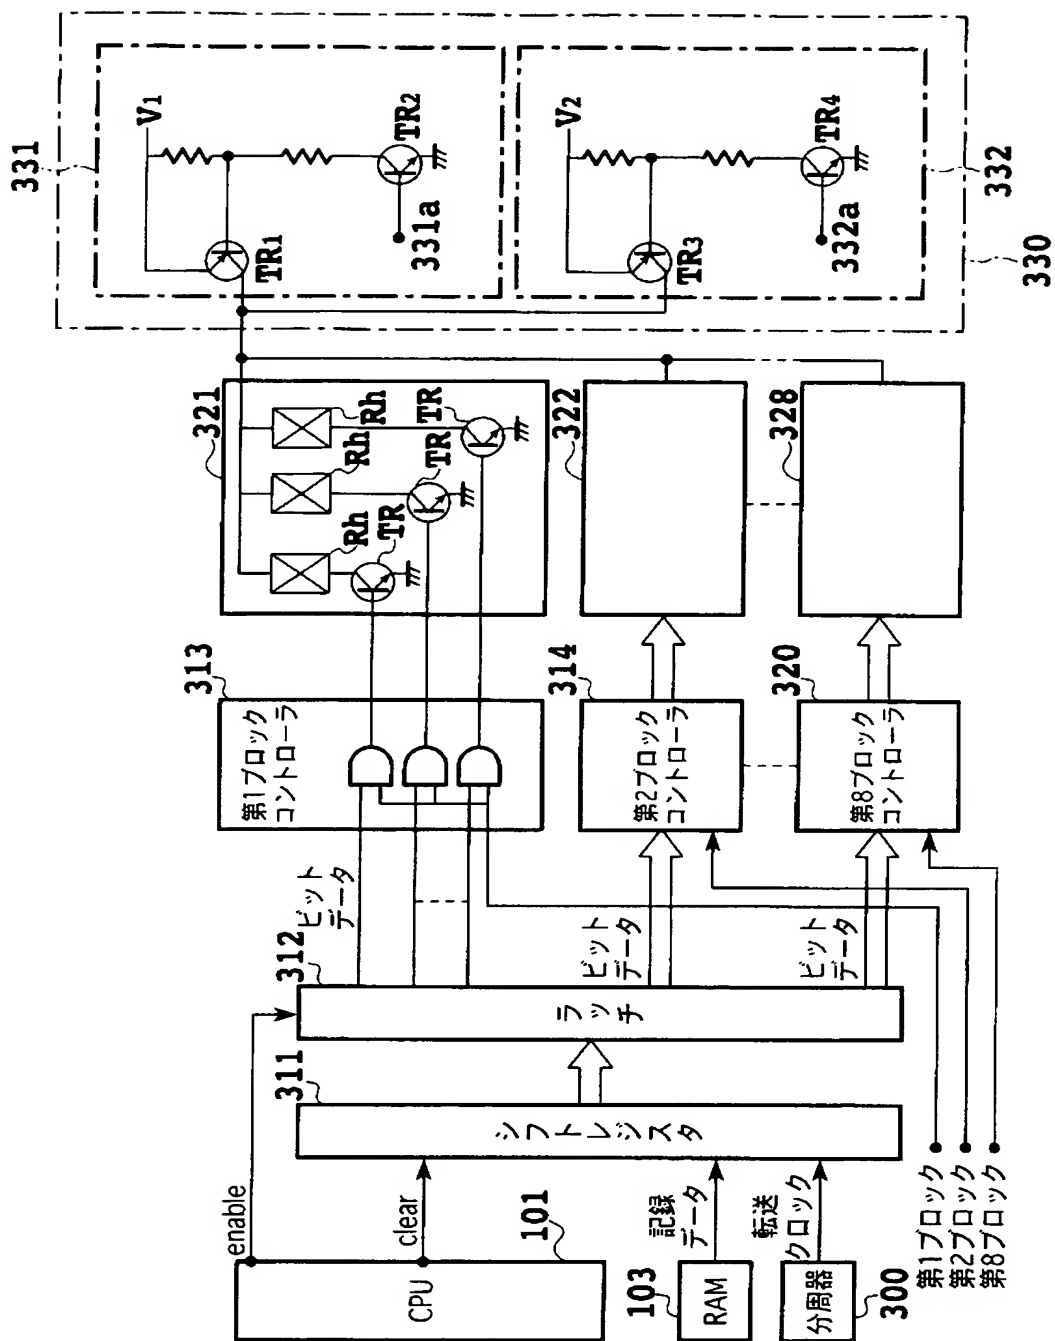 CPU
101
enable
clear
RAM
103
記録
データ
分周器
300
転送
クロック
第1ブロック
第2ブロック
第8ブロック
311
シフトレジスタ
312
ラッチ
ビット
データ
ビット
データ
ビット
データ
313
第1ブロック
コントローラ
314
第2ブロック
コントローラ
320
第8ブロック
コントローラ
321
Rh
Rh
Rh
TR
TR
TR
322
328
331
V1
TR1
TR2
331a
V2
TR3
TR4
332a
332
330